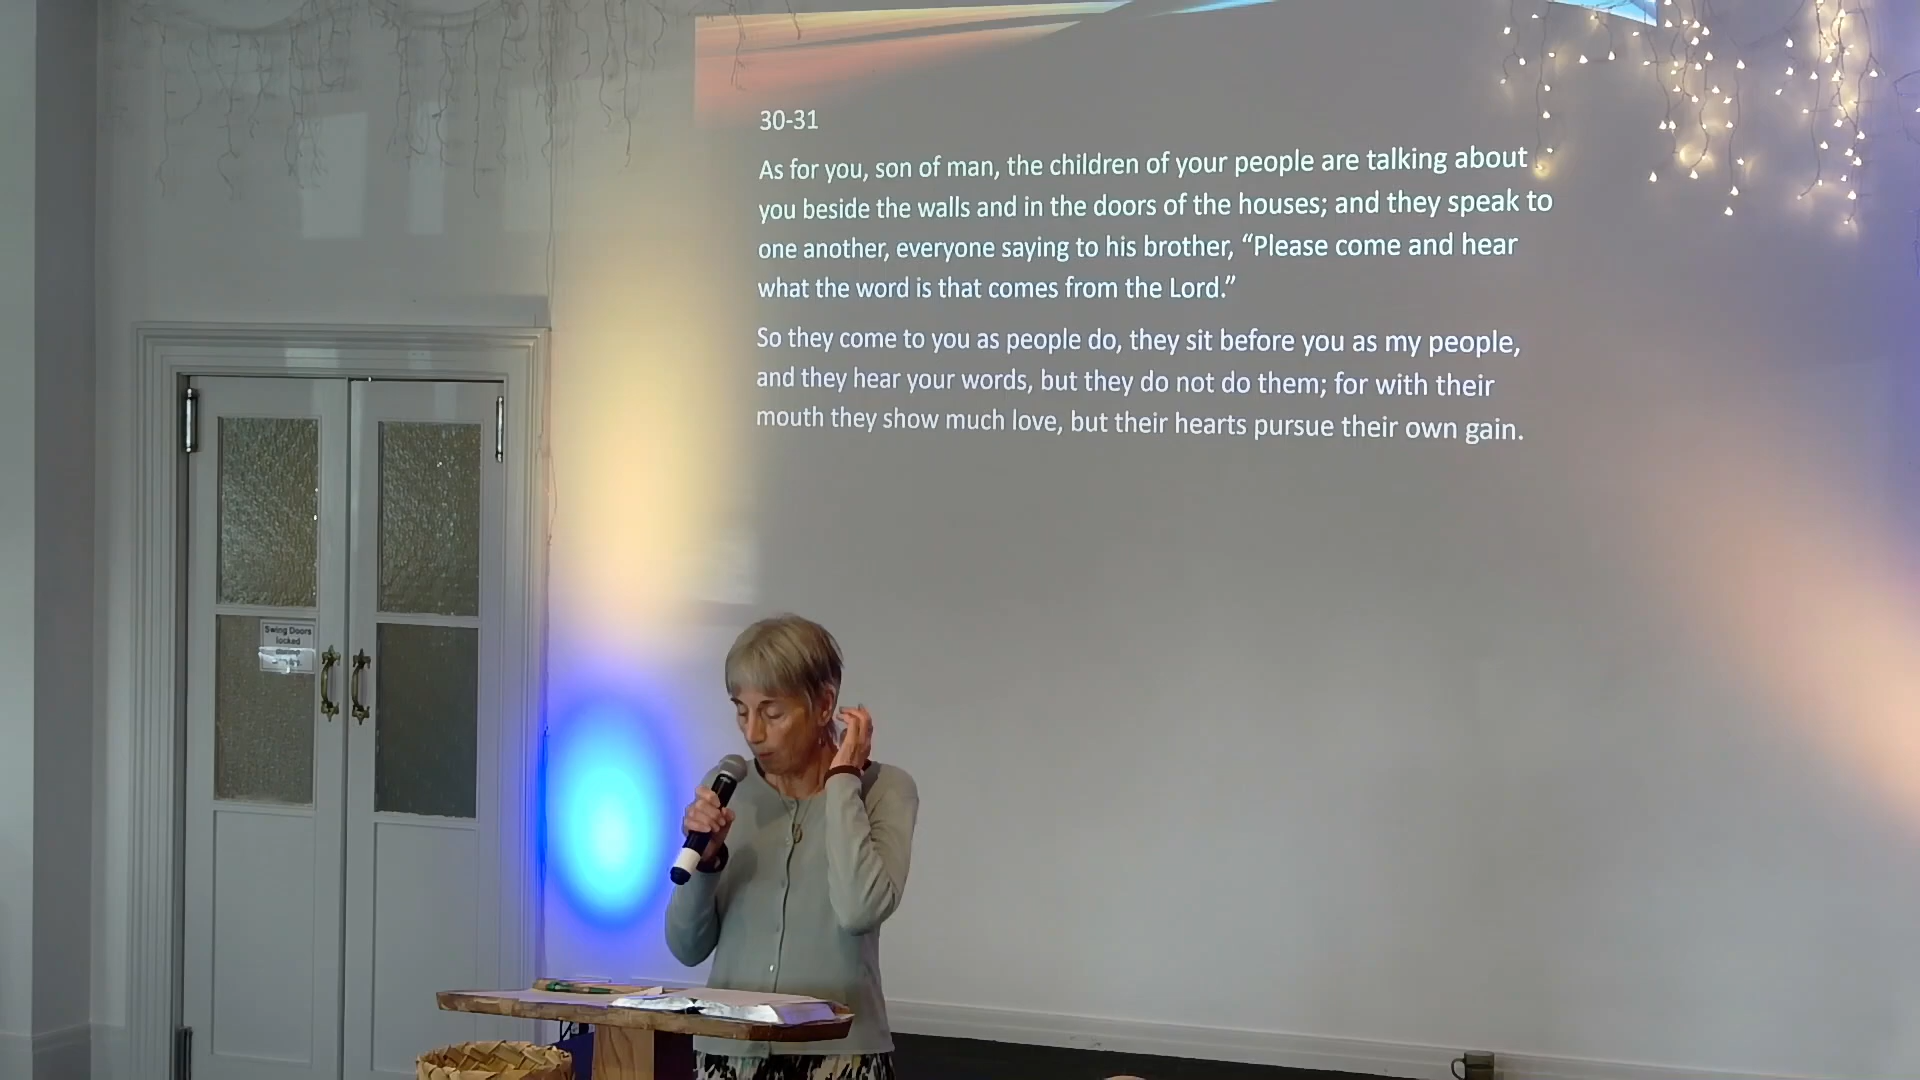 30-31
As for you, son of man, the children of your people are talking about
you beside the walls and in the doors of the houses; and they speak to
one another, everyone saying to his brother, “Please come and hear
what the word is that comes from the Lord.”
So they come to you as people do, they sit before you as my people,
and they hear your words, but they do not do them; for with their
mouth they show much love, but their hearts pursue their own gain.
Swing Doors
locked